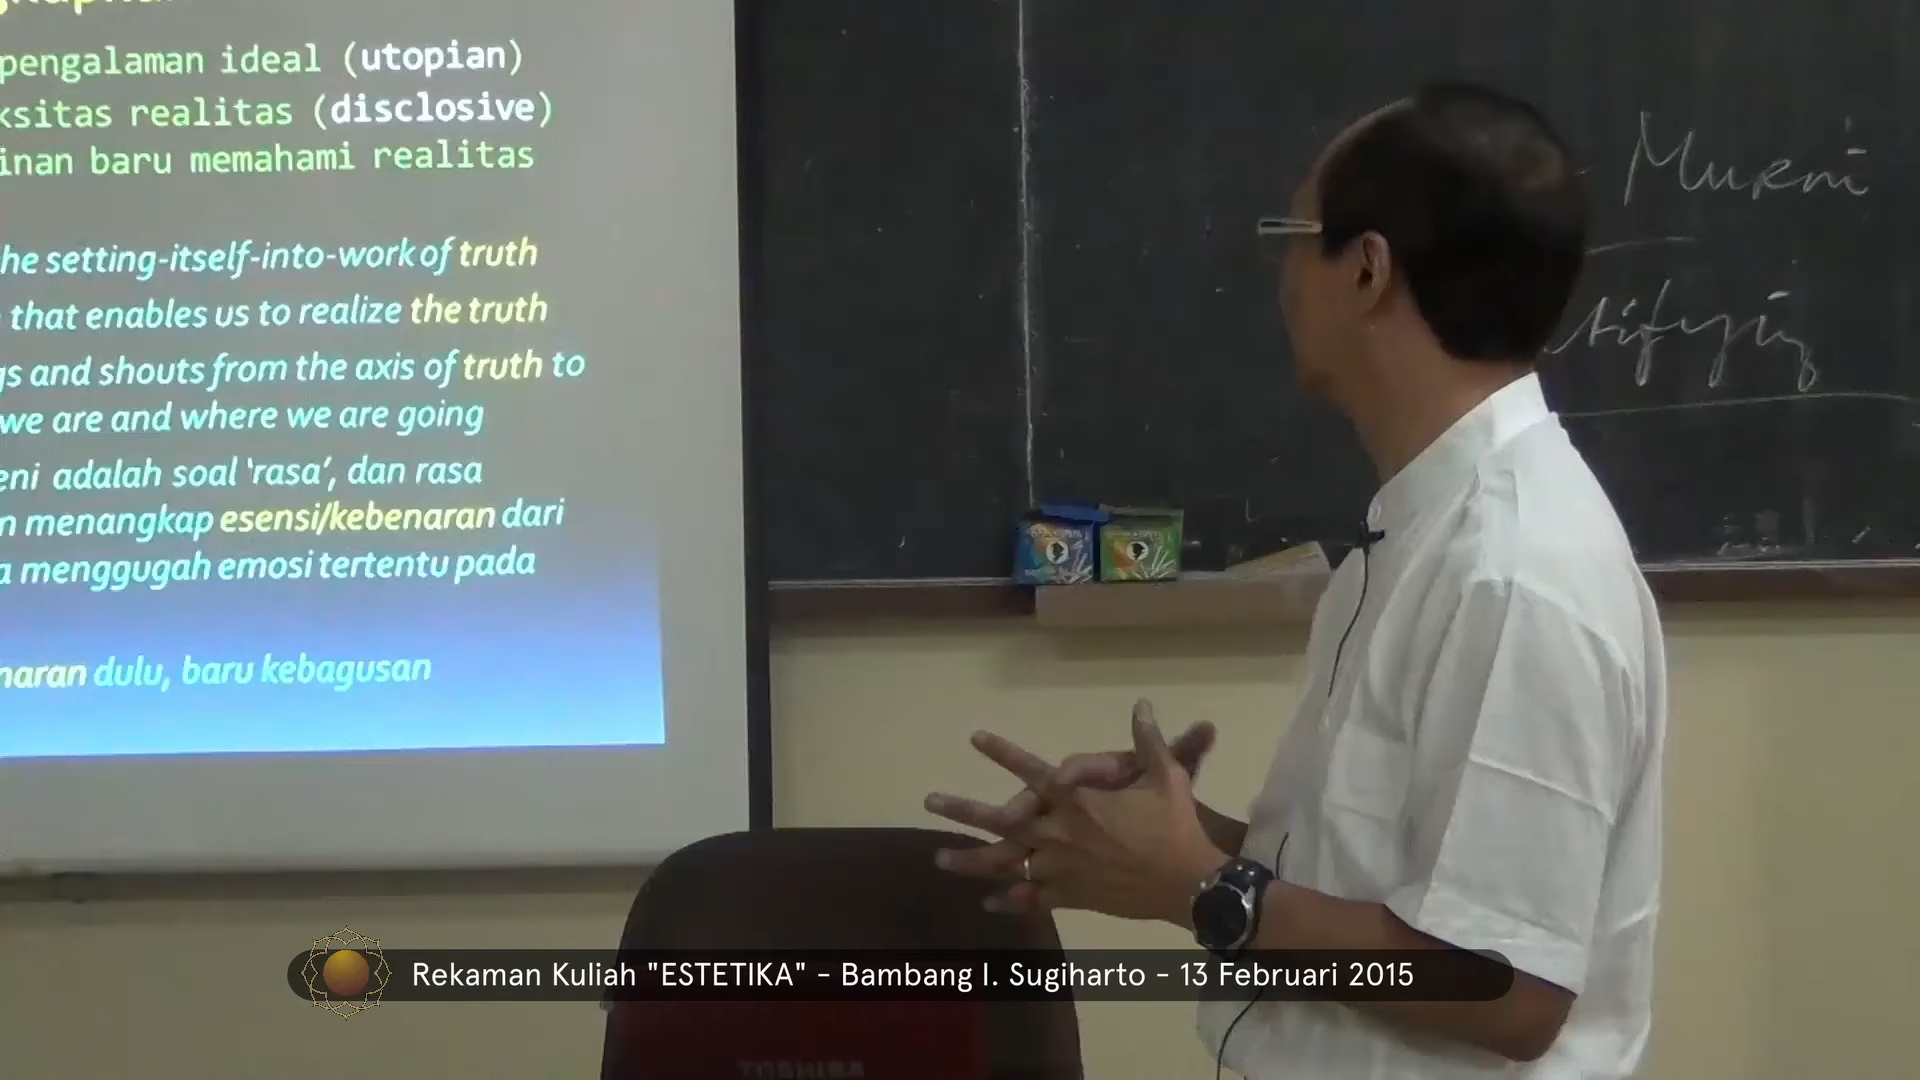 pengalaman ideal (utopian)
ksitas realitas (disclosive)
inan baru memahami realitas
he setting-itself-into-work of truth
that enables us to realize the truth
gs and shouts from the axis of truth to
we are and where we are going
eni adalah soal 'rasa', dan rasa
n menangkap esensi/kebenaran dari
a menggugah emosi tertentu pada
naran dulu, baru kebagusan
Murni
tifying
TOSHIBA
Rekaman Kuliah "ESTETIKA" - Bambang I. Sugiharto - 13 Februari 2015